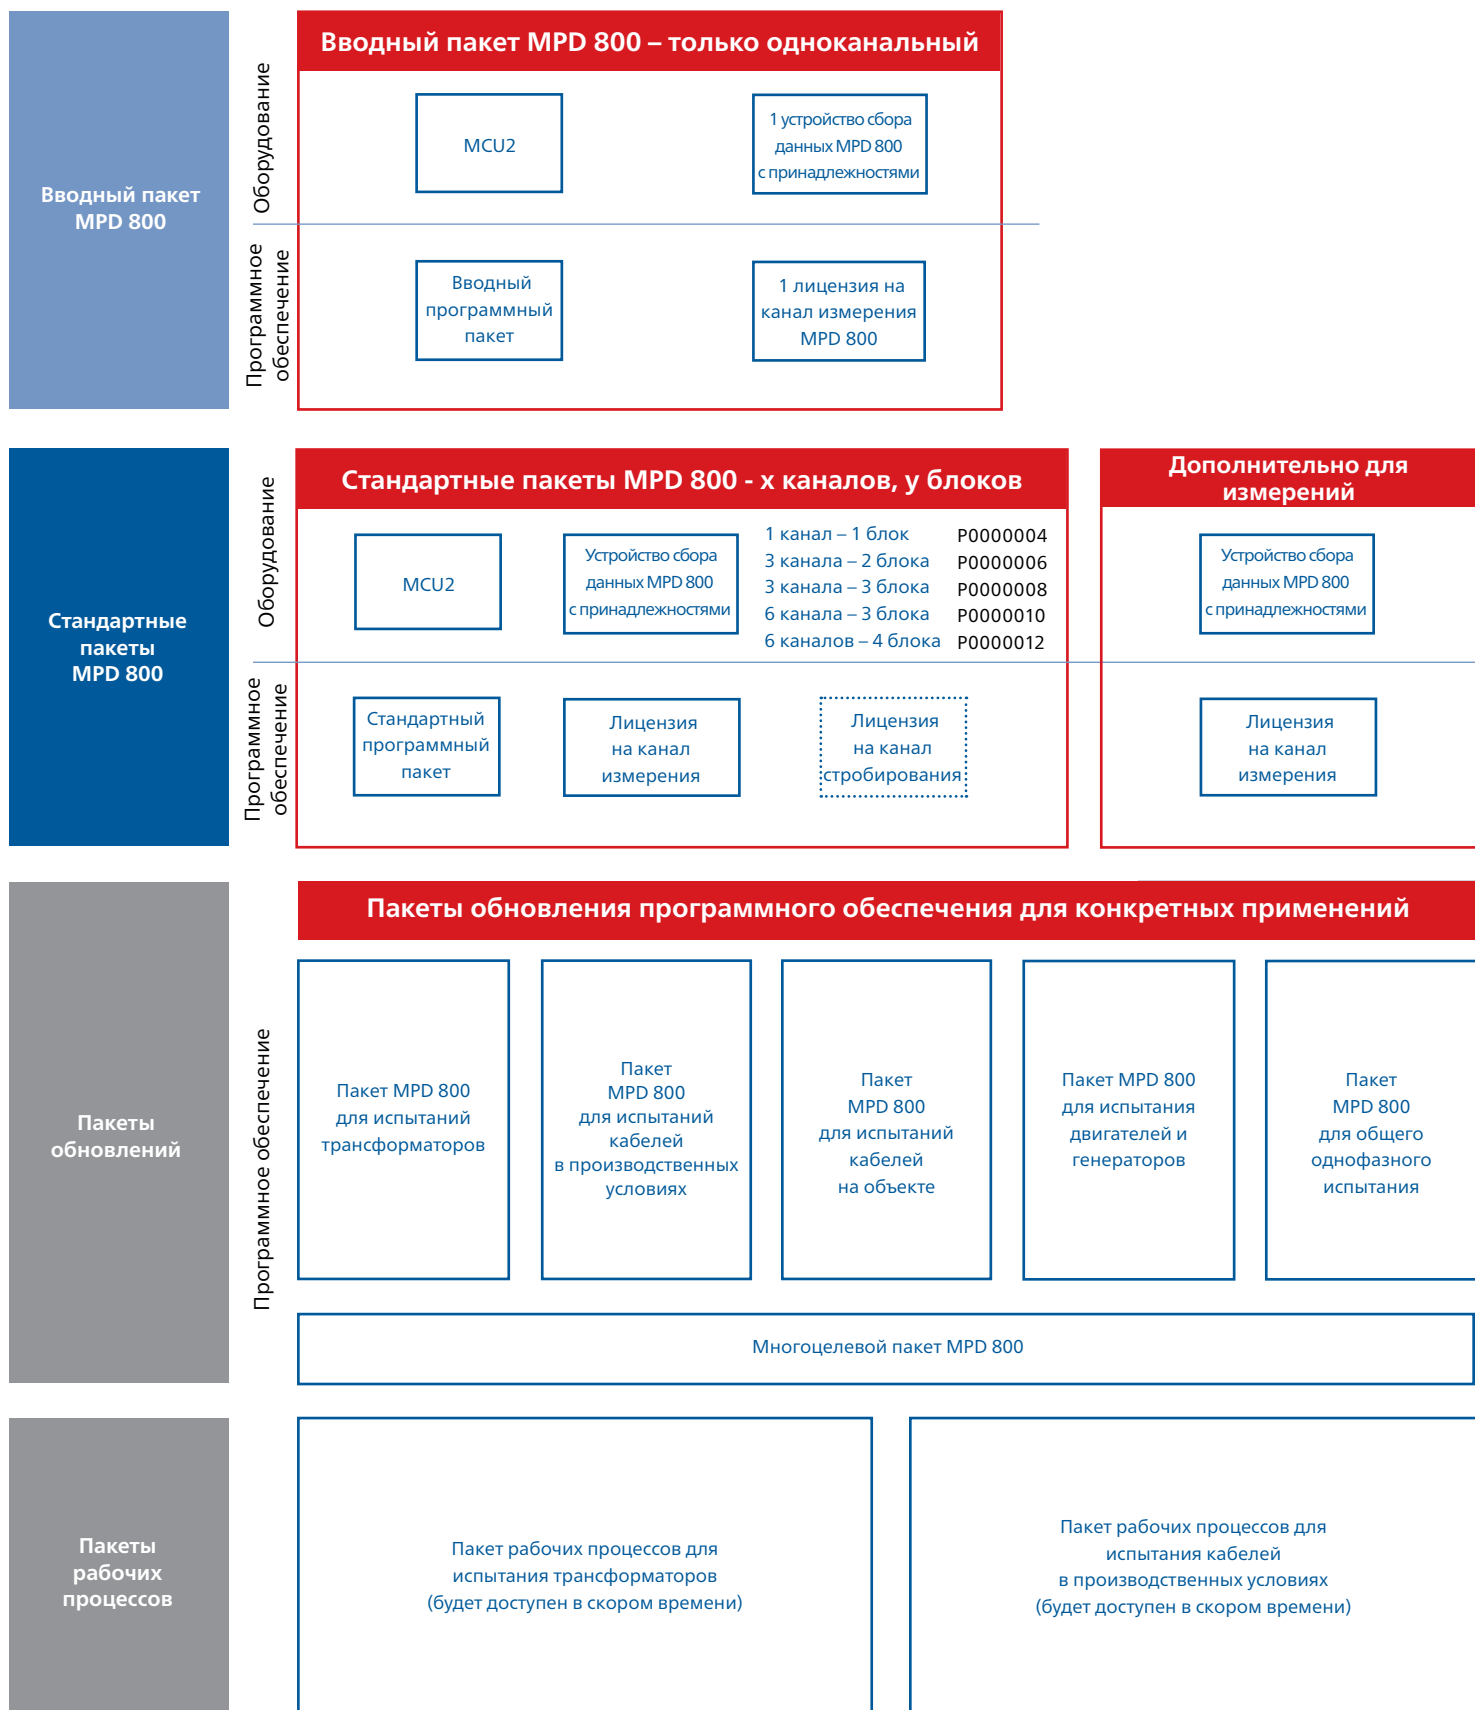 Вводный пакет
MPD 800
Оборудование
Программное
обеспечение
Вводный пакет MPD 800 – только одноканальный
MCU2
1 устройство сбора
данных MPD 800
с принадлежностями
Вводный
программный
пакет
1 лицензия на
канал измерения
MPD 800
Стандартные
пакеты
MPD 800
Оборудование
Программное
обеспечение
Стандартные пакеты MPD 800 - x каналов, y блоков
MCU2
Устройство сбора
данных MPD 800
с принадлежностями
1 канал – 1 блок P0000004
3 канала – 2 блока P0000006
3 канала – 3 блока P0000008
6 канала – 3 блока P0000010
6 каналов – 4 блока P0000012
Стандартный
программный
пакет
Лицензия
на канал
измерения
Лицензия
на канал
стробирования
Дополнительно для
измерений
Устройство сбора
данных MPD 800
с принадлежностями
Лицензия
на канал
измерения
Пакеты
обновлений
Программное обеспечение
Пакеты обновления программного обеспечения для конкретных применений
Пакет MPD 800
для испытаний
трансформаторов
Пакет
MPD 800
для испытаний
кабелей
в производственных
условиях
Пакет
MPD 800
для испытаний
кабелей
на объекте
Пакет MPD 800
для испытания
двигателей и
генераторов
Пакет
MPD 800
для общего
однофазного
испытания
Многоцелевой пакет MPD 800
Пакеты
рабочих
процессов
Пакет рабочих процессов для
испытания трансформаторов
(будет доступен в скором времени)
Пакет рабочих процессов для
испытания кабелей
в производственных условиях
(будет доступен в скором времени)